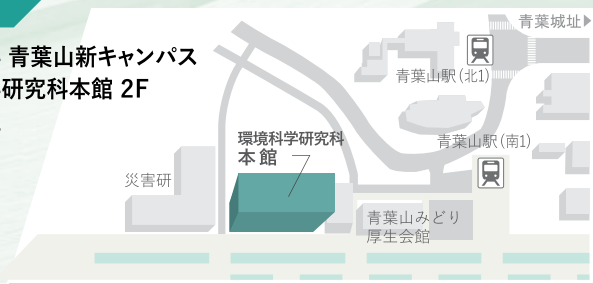 青葉山新キャンパス
研究科本館 2F
青葉城址▶
青葉山駅(北1)
青葉山駅(南1)
環境科学研究科
本館
災害研
青葉山みどり
厚生会館